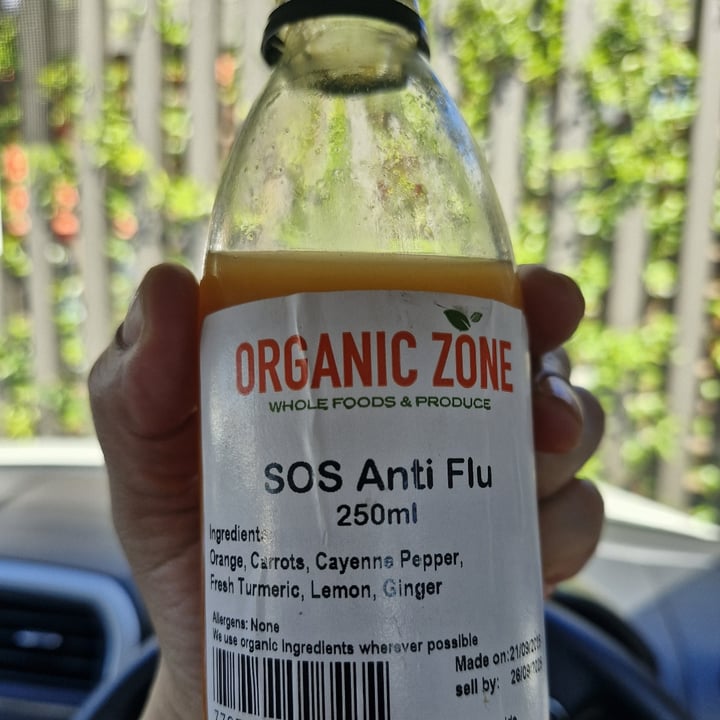 ORGANIC ZONE
WHOLE FOODS & PRODUCE
SOS Anti Flu
250ml
Ingredients
Orange, Carrots, Cayenne Pepper,
Fresh Turmeric, Lemon, Ginger
Allergens: None
We use organic ingredients wherever possible
Made on:
sell by: